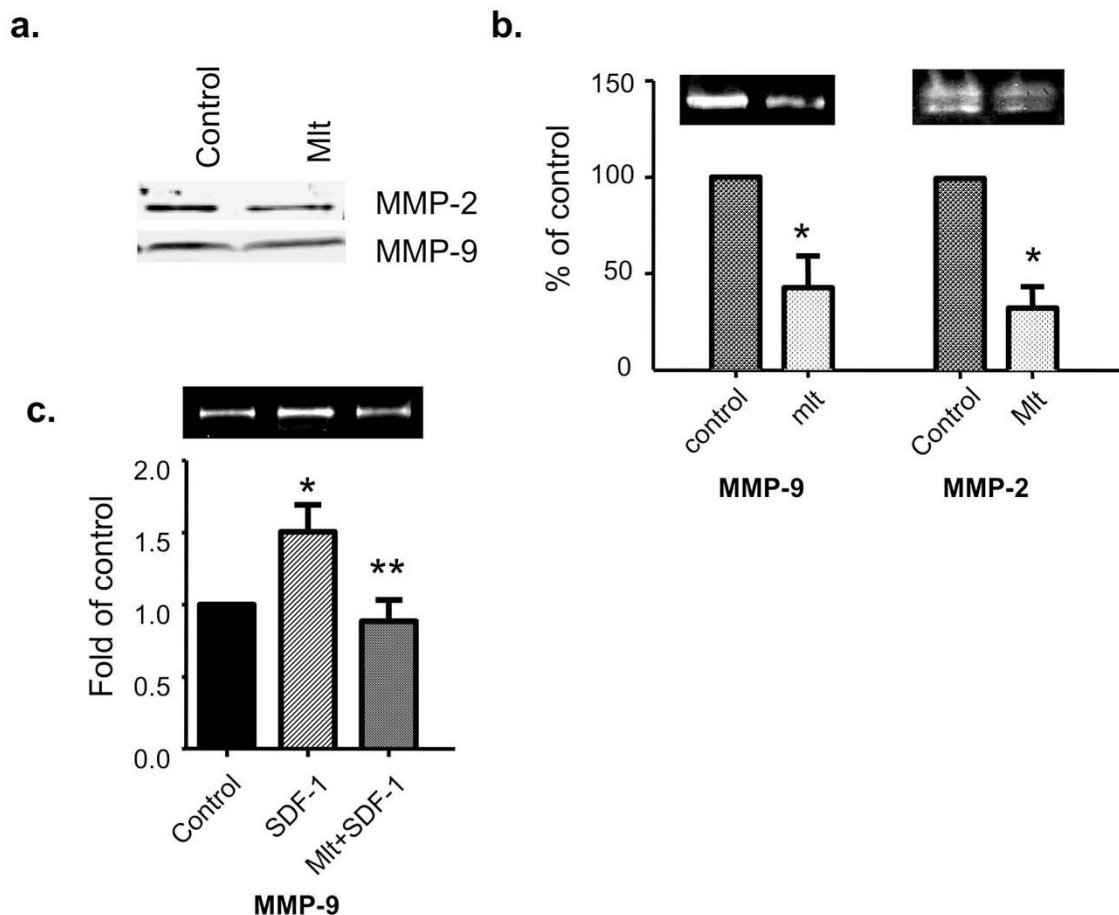 a.
Control
Mlt
MMP-2
MMP-9
b.
% of control
150
100
50
0
*
*
control
mlt
Control
Mlt
MMP-9
MMP-2
c.
Fold of control
2.0
1.5
1.0
0.5
0.0
*
**
Control
SDF-1
Mlt+SDF-1
MMP-9